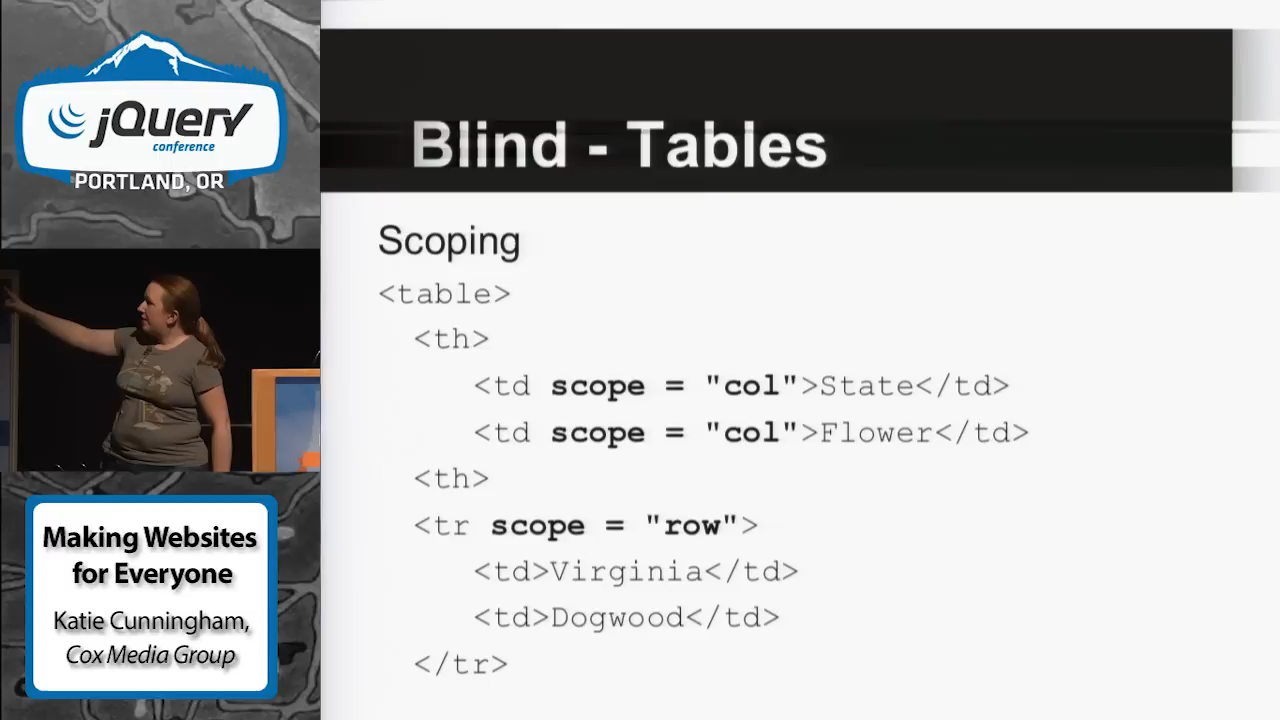 jQuery
conference
PORTLAND, OR
Making Websites
for Everyone
Katie Cunningham,
Cox Media Group
Blind - Tables
Scoping
<table>
<th>
<td scope = "col">State</td>
<td scope = "col">Flower</td>
<th>
<tr scope = "row">
<td>Virginia</td>
<td>Dogwood</td>
</tr>